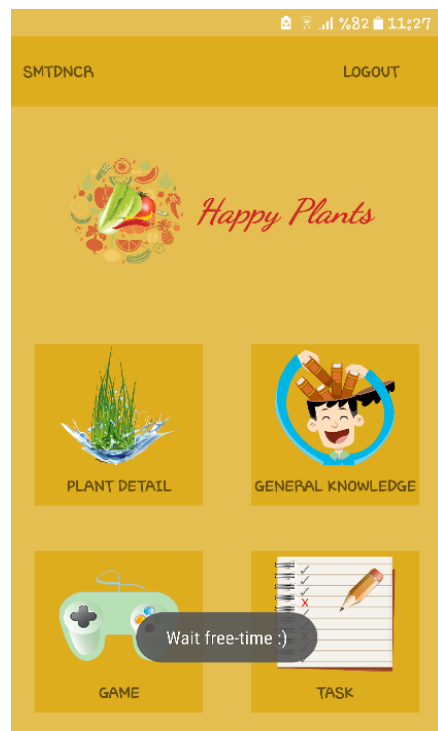 %82 11:27
SMTDNCR LOGOUT
Happy Plants
PLANT DETAIL GENERAL KNOWLEDGE
Wait free-time :)
GAME TASK